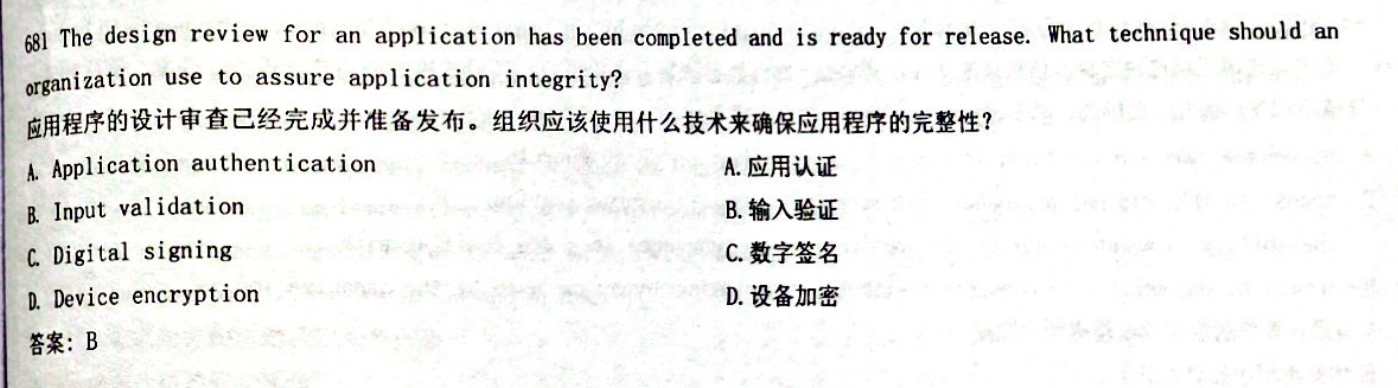 681 The design review for an application has been completed and is ready for release. What technique should an
organization use to assure application integrity?
应用程序的设计审查已经完成并准备发布。组织应该使用什么技术来确保应用程序的完整性?
A. Application authentication A. 应用认证
B. Input validation B. 输入验证
C. Digital signing C. 数字签名
D. Device encryption D. 设备加密
答案: B